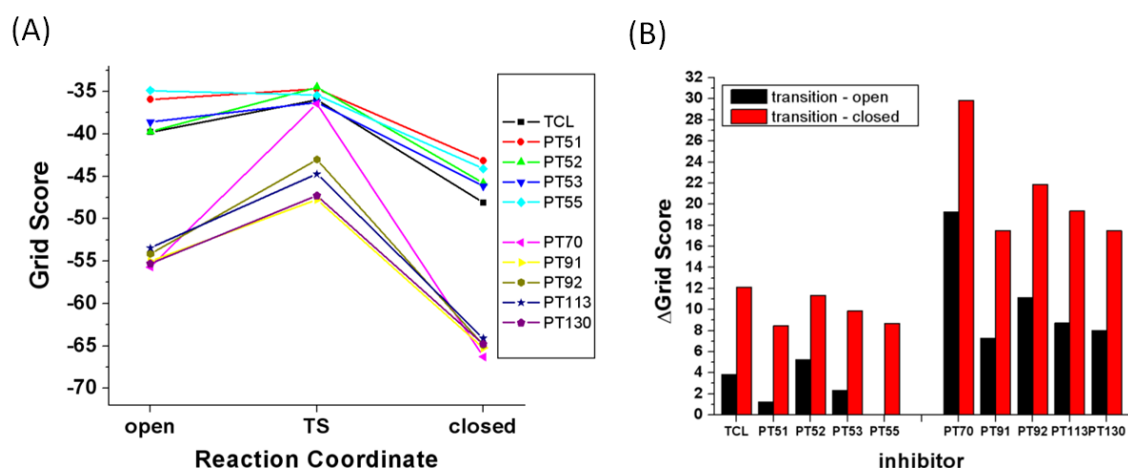 (A)
Grid Score
-35
-40
-45
-50
-55
-60
-65
-70
open TS closed
Reaction Coordinate
TCL
PT51
PT52
PT53
PT55
PT70
PT91
PT92
PT113
PT130
(B)
ΔGrid Score
32
30
28
26
24
22
20
18
16
14
12
10
8
6
4
2
0
transition - open
transition - closed
TCL PT51 PT52 PT53 PT55 PT70 PT91 PT92 PT113 PT130
inhibitor